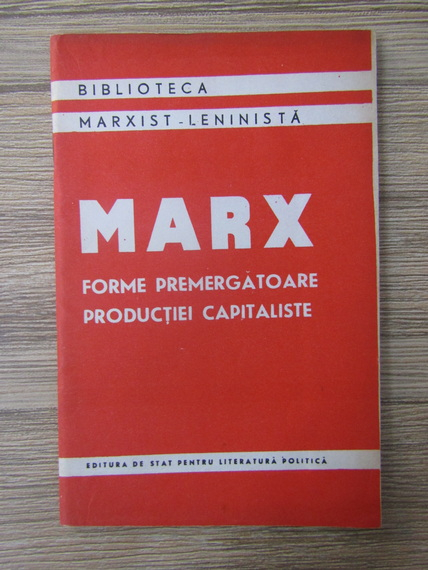 BIBLIOTECA
MARXIST-LENINISTĂ
MARX
FORME PREMERGĂTOARE
PRODUCȚIEI CAPITALISTE
EDITURA DE STAT PENTRU LITERATURĂ POLITICĂ